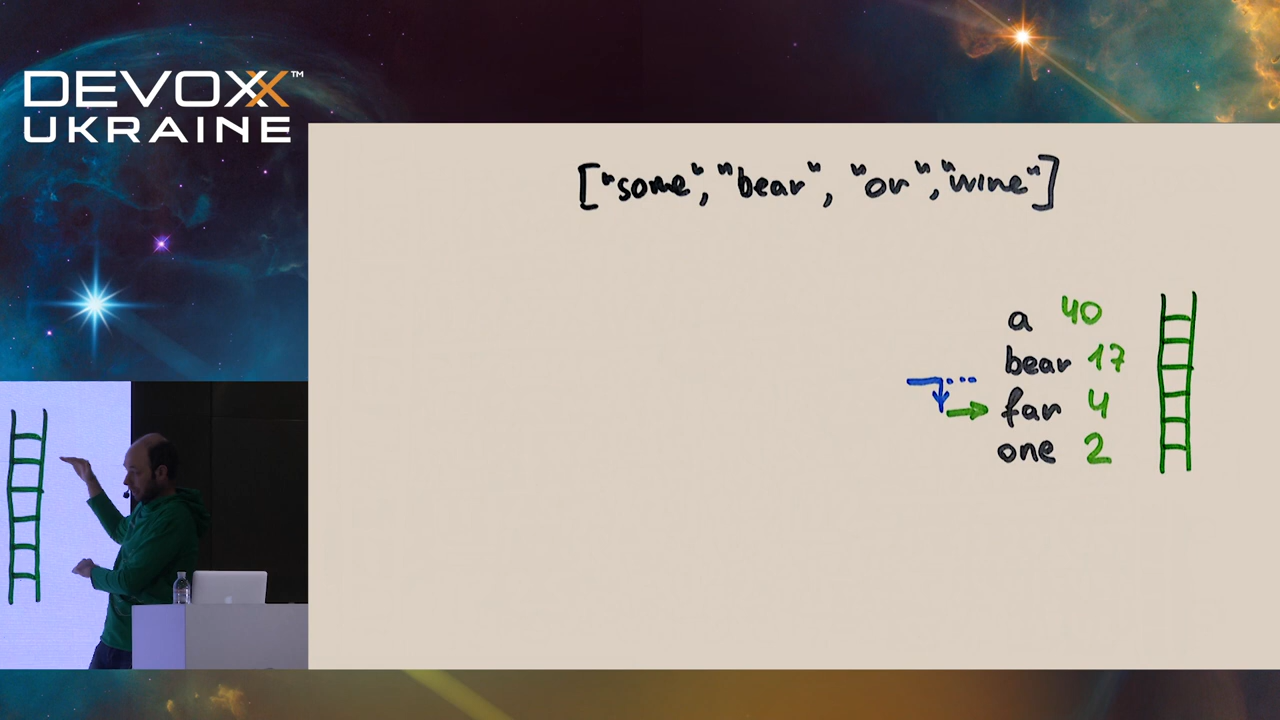 DEVOXX™
UKRAINE
["some", "bear", "or", "wine"]
a 40
bear 17
far 4
one 2